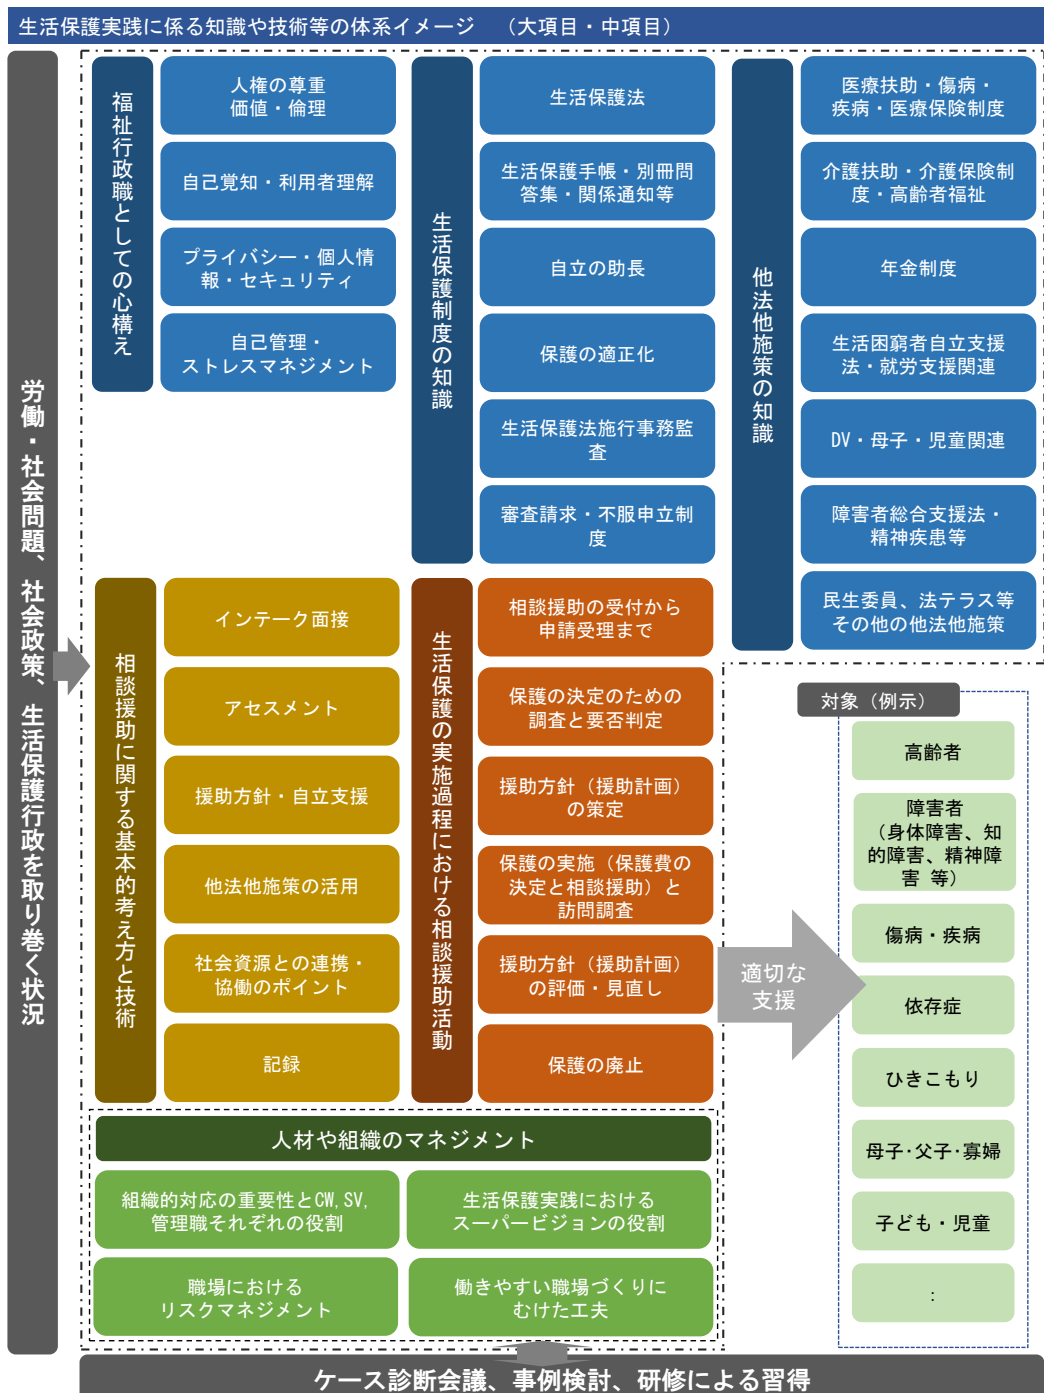 生活保護実践に係る知識や技術等の体系イメージ　（大項目・中項目）
労働・社会問題、社会政策、生活保護行政を取り巻く状況
福祉行政職としての心構え
人権の尊重
価値・倫理
自己覚知・利用者理解
プライバシー・個人情
報・セキュリティ
自己管理・
ストレスマネジメント
生活保護制度の知識
生活保護法
生活保護手帳・別冊問
答集・関係通知等
自立の助長
保護の適正化
生活保護法施行事務監
査
審査請求・不服申立制
度
他法他施策の知識
医療扶助・傷病・
疾病・医療保険制度
介護扶助・介護保険制
度・高齢者福祉
年金制度
生活困窮者自立支援
法・就労支援関連
DV・母子・児童関連
障害者総合支援法・
精神疾患等
民生委員、法テラス等
その他の他法他施策
相談援助に関する基本的考え方と技術
インテーク面接
アセスメント
援助方針・自立支援
他法他施策の活用
社会資源との連携・
協働のポイント
記録
生活保護の実施過程における相談援助活動
相談援助の受付から
申請受理まで
保護の決定のための
調査と要否判定
援助方針（援助計画）
の策定
保護の実施（保護費の
決定と相談援助）と
訪問調査
援助方針（援助計画）
の評価・見直し
保護の廃止
適切な
支援
対象（例示）
高齢者
障害者
（身体障害、知
的障害、精神障
害 等）
傷病・疾病
依存症
ひきこもり
母子・父子・寡婦
子ども・児童
：
人材や組織のマネジメント
組織的対応の重要性とCW,SV,
管理職それぞれの役割
生活保護実践における
スーパービジョンの役割
職場における
リスクマネジメント
働きやすい職場づくりに
むけた工夫
ケース診断会議、事例検討、研修による習得